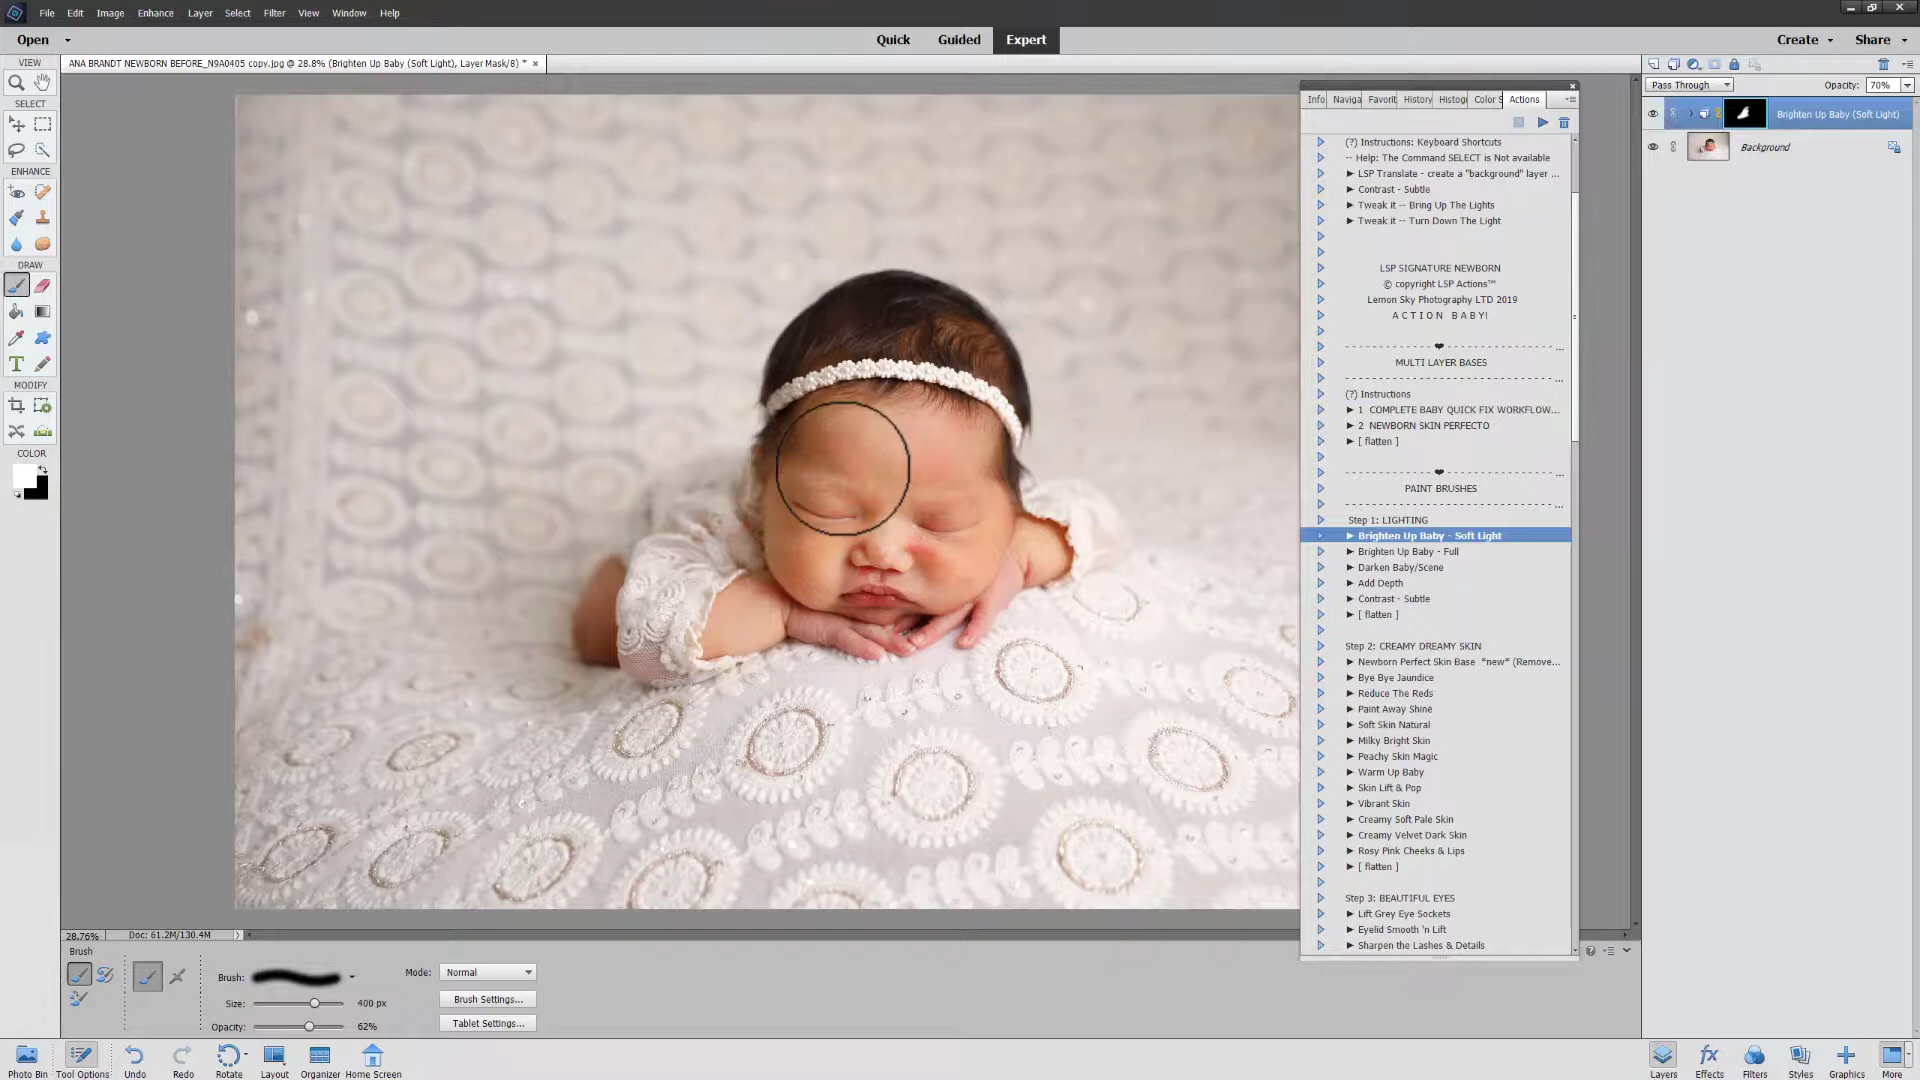 File Edit Image Enhance Layer Select Filter View Window Help
Open Quick Guided Expert Create Share
VIEW
ANA BRANDT NEWBORN BEFORE_N9A0405 copy.jpg @ 28.8% (Brighten Up Baby (Soft Light), Layer Mask/8) *
SELECT
ENHANCE
DRAW
MODIFY
COLOR
Info Naviga Favorit History Histogr Color S Actions
(?) Instructions: Keyboard Shortcuts
-- Help: The Command SELECT is Not available
LSP Translate - create a "background" layer ...
Contrast - Subtle
Tweak it -- Bring Up The Lights
Tweak it -- Turn Down The Light
LSP SIGNATURE NEWBORN
© copyright LSP Actions™
Lemon Sky Photography LTD 2019
A C T I O N B A B Y!
MULTI LAYER BASES
(?) Instructions
1 COMPLETE BABY QUICK FIX WORKFLOW...
2 NEWBORN SKIN PERFECTO
[ flatten ]
PAINT BRUSHES
Step 1: LIGHTING
Brighten Up Baby - Soft Light
Brighten Up Baby - Full
Darken Baby/Scene
Add Depth
Contrast - Subtle
[ flatten ]
Step 2: CREAMY DREAMY SKIN
Newborn Perfect Skin Base *new* (Remove...
Bye Bye Jaundice
Reduce The Reds
Paint Away Shine
Soft Skin Natural
Milky Bright Skin
Peachy Skin Magic
Warm Up Baby
Skin Lift & Pop
Vibrant Skin
Creamy Soft Pale Skin
Creamy Velvet Dark Skin
Rosy Pink Cheeks & Lips
[ flatten ]
Step 3: BEAUTIFUL EYES
Lift Grey Eye Sockets
Eyelid Smooth 'n Lift
Sharpen the Lashes & Details
Pass Through Opacity: 70%
Brighten Up Baby (Soft Light)
Background
28.76% Doc: 61.2M/130.4M
Brush
Brush: Mode: Normal
Size: 400 px Brush Settings...
Opacity: 62% Tablet Settings...
Photo Bin Tool Options Undo Redo Rotate Layout Organizer Home Screen Layers Effects Filters Styles Graphics More